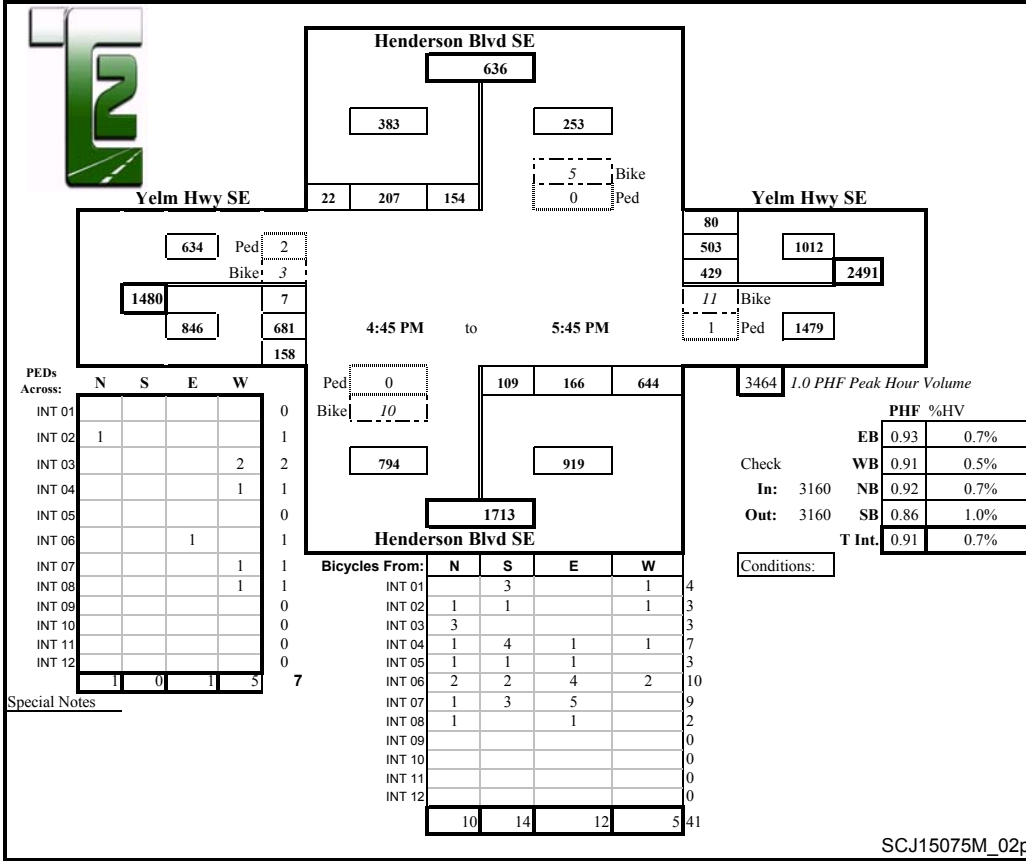 T2
Henderson Blvd SE
636
383 253
5 Bike
0 Ped
Yelm Hwy SE 22 207 154 Yelm Hwy SE
80
634 Ped 2 503 1012
Bike 3 429 2491
1480 7 11 Bike
846 681 4:45 PM to 5:45 PM 1 Ped 1479
158
Ped 0 109 166 644 3464 1.0 PHF Peak Hour Volume
Bike 10
794 919
1713
Henderson Blvd SE
PHF %HV
EB 0.93 0.7%
Check WB 0.91 0.5%
In: 3160 NB 0.92 0.7%
Out: 3160 SB 0.86 1.0%
T Int. 0.91 0.7%
Conditions:
PEDs
Across: N S E W
INT 01 0
INT 02 1 1
INT 03 2 2
INT 04 1 1
INT 05 0
INT 06 1 1
INT 07 1 1
INT 08 1 1
INT 09 0
INT 10 0
INT 11 0
INT 12 0
1 0 1 5 7
Special Notes
Bicycles From: N S E W
INT 01 3 1 4
INT 02 1 1 1 3
INT 03 3 3
INT 04 1 4 1 1 7
INT 05 1 1 1 3
INT 06 2 2 4 2 10
INT 07 1 3 5 9
INT 08 1 1 2
INT 09 0
INT 10 0
INT 11 0
INT 12 0
10 14 12 5 41
SCJ15075M_02p